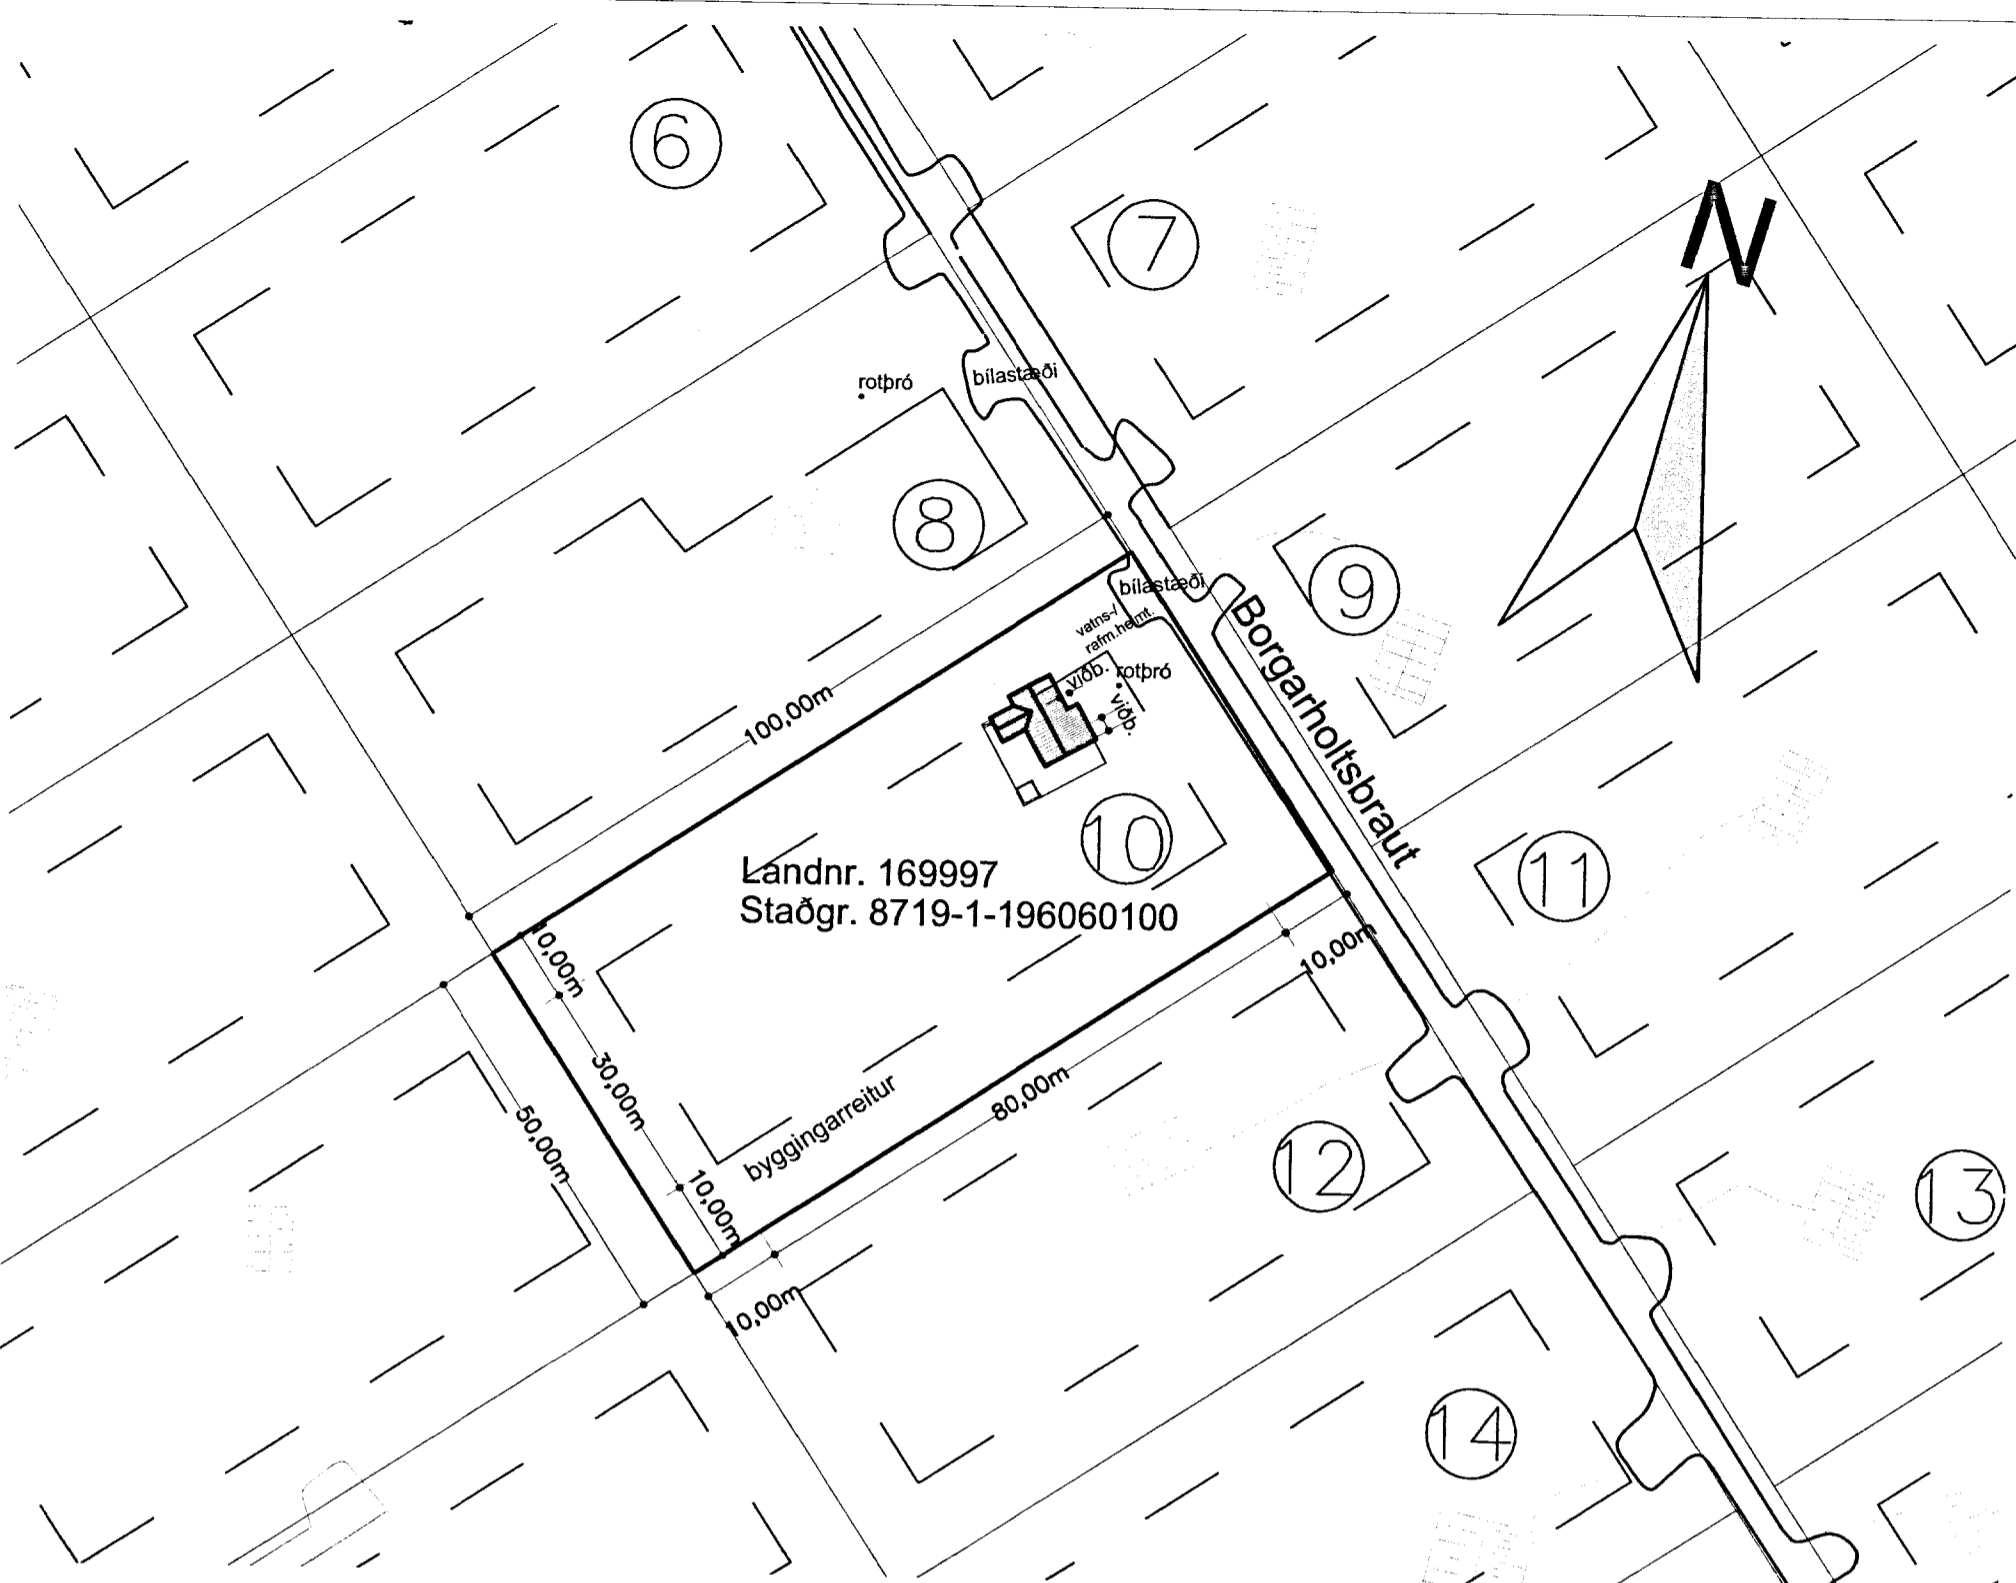 6
N
7
rotþró
bílastæði
8
9
bílastæði
vatns-/
rafm.heimt.
viðb.
rotþró
viðb.
Borgarholtsbraut
100,00m
10
11
Landnr. 169997
Staðgr. 8719-1-196060100
10,00m
10,00m
30,00m
50,00m
80,00m
byggingarreitur
10,00m
12
13
10,00m
14